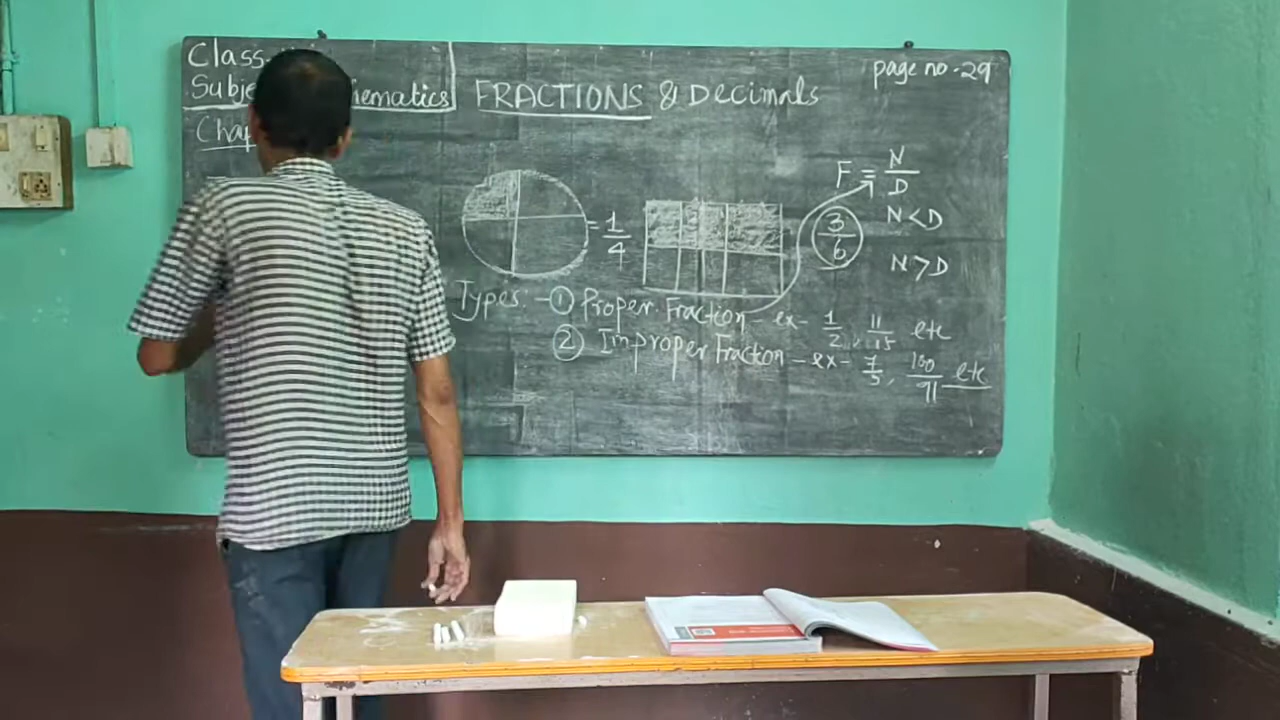 Class
Subje ematics
FRACTIONS & Decimals
page no - 29
Chap
= 1/4
3/6
F = N/D
N < D
N > D
Types :- ① Proper Fraction - ex - 1/2, 11/15 etc
② Improper Fraction - ex - 7/5, 100/91 etc